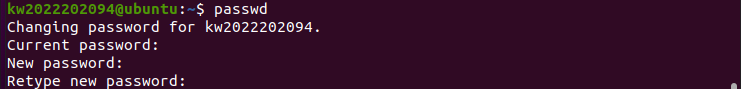 kw2022202094@ubuntu:~$ passwd
Changing password for kw2022202094.
Current password:
New password:
Retype new password: